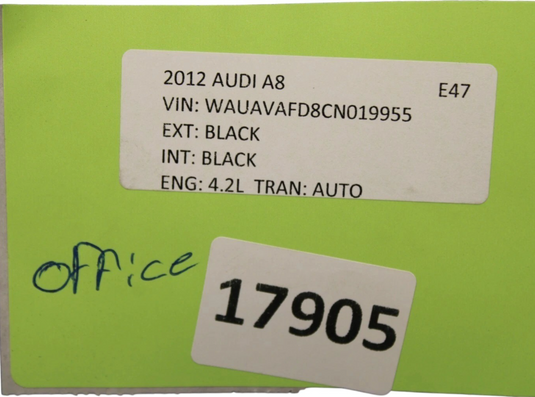 2012 AUDI A8 E47
VIN: WAUAVAFD8CN019955
EXT: BLACK
INT: BLACK
ENG: 4.2L TRAN: AUTO
office
17905